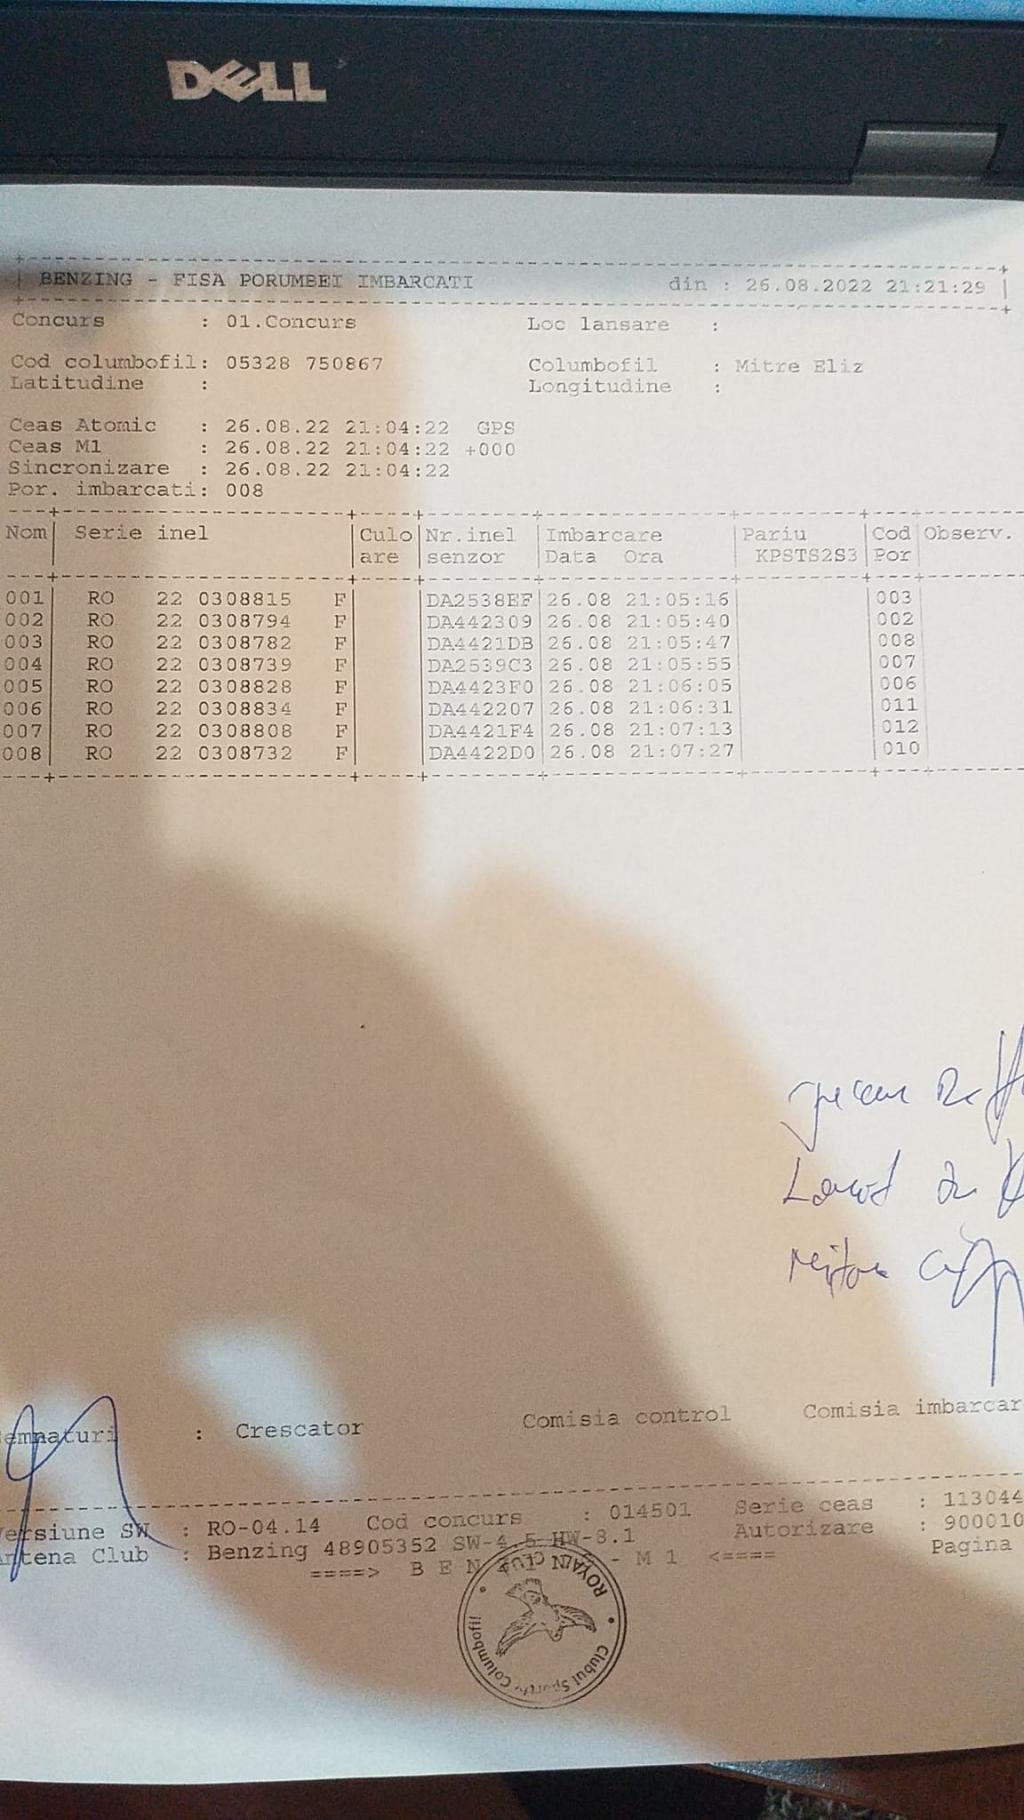 DELL
BENZING - FISA PORUMBEI IMBARCATI din : 26.08.2022 21:21:29
Concurs : 01.Concurs Loc lansare :
Cod columbofil: 05328 750867 Columbofil : Mitre Eliz
Latitudine : Longitudine :
Ceas Atomic : 26.08.22 21:04:22 GPS
Ceas M1 : 26.08.22 21:04:22 +000
Sincronizare : 26.08.22 21:04:22
Por. imbarcati: 008
Nom Serie inel Culo Nr.inel Imbarcare Pariu Cod Observ.
are senzor Data Ora KPSTS2S3 Por
001 RO 22 0308815 F DA2538EF 26.08 21:05:16 003
002 RO 22 0308794 F DA442309 26.08 21:05:40 002
003 RO 22 0308782 F DA4421DB 26.08 21:05:47 008
004 RO 22 0308739 F DA2539C3 26.08 21:05:55 007
005 RO 22 0308828 F DA4423F0 26.08 21:06:05 006
006 RO 22 0308834 F DA442207 26.08 21:06:31 011
007 RO 22 0308808 F DA4421F4 26.08 21:07:13 012
008 RO 22 0308732 F DA4422D0 26.08 21:07:27 010
emnaturi : Crescator Comisia control Comisia imbarcar
ersiune SW : RO-04.14 Cod concurs : 014501 Serie ceas : 113044
ntena Club : Benzing 48905352 SW-4.5 HW-8.1 Autorizare : 900010
====> B E N - M 1 <==== Pagina
Clubul Sportiv Columbofil
ROYAL CLUB